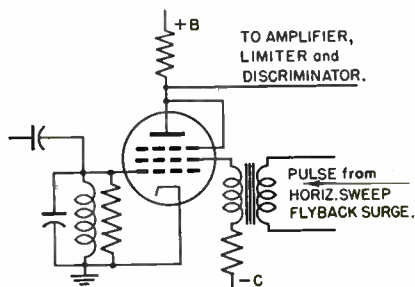 +B
TO AMPLIFIER,
LIMITER and
DISCRIMINATOR.
PULSE from
HORIZ. SWEEP
FLYBACK SURGE.
-C